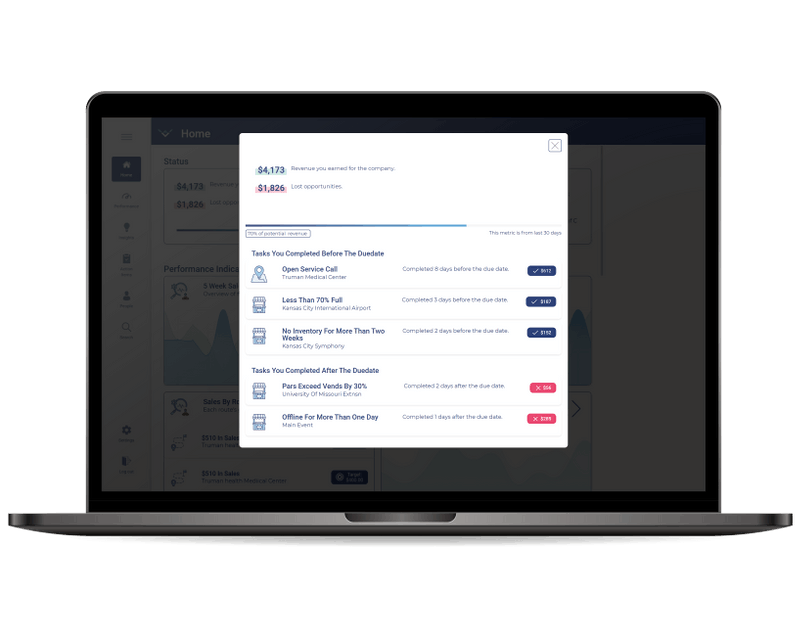 Home
Status
$4,173 Revenue you earned for the company.
$1,826 Lost opportunities.
70% of potential revenue
This metric is from last 30 days
Tasks You Completed Before The Duedate
Open Service Call
Truman Medical Center
Completed 6 days before the due date.
$612
Less Than 70% Full
Kansas City International Airport
Completed 3 days before the due date.
$187
No Inventory For More Than Two
Weeks
Kansas City Symphony
Completed 2 days before the due date.
$152
Tasks You Completed After The Duedate
Pars Exceed Vends By 30%
University Of Missouri Extnsn
Completed 2 days after the due date.
Offline For More Than One Day
Main Event
Completed 1 days after the due date.
$289
$4,173 Revenue
$1,826 Lost
Performance Indica
5 Week Sal
Sales By
$510 In Sales
$510 In Sales
Truman Health Medical Center
Target